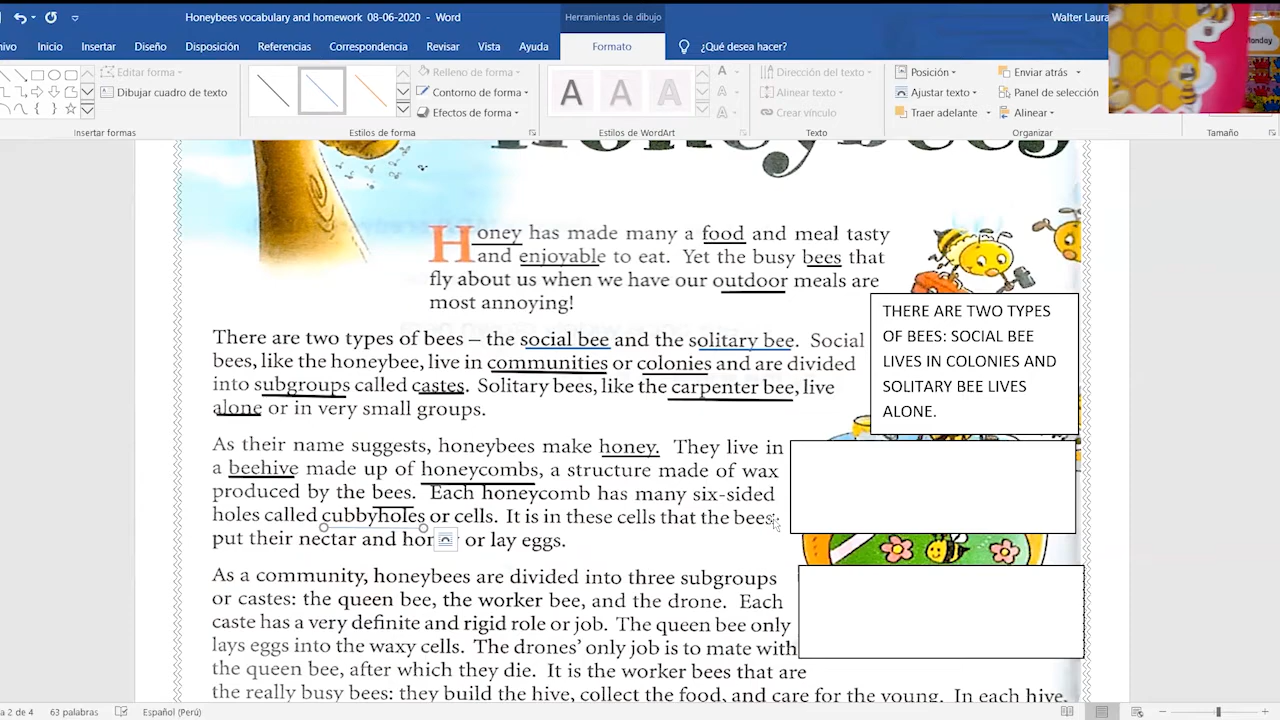 Honeybees vocabulary and homework 08-06-2020 - Word
Herramientas de dibujo
Walter Laura
Inicio Insertar Diseño Disposición Referencias Correspondencia Revisar Vista Ayuda Formato ¿Qué desea hacer?
Editar forma
Dibujar cuadro de texto
Insertar formas
Relleno de forma
Contorno de forma
Efectos de forma
Estilos de forma
A A A
Estilos de WordArt
Dirección del texto
Alinear texto
Crear vínculo
Texto
Posición
Ajustar texto
Traer adelante
Enviar atrás
Panel de selección
Alinear
Organizar
Tamaño
Monday
Honeybees
Honey has made many a food and meal tasty
and enjoyable to eat. Yet the busy bees that
fly about us when we have our outdoor meals are
most annoying!
There are two types of bees – the social bee and the solitary bee. Social
bees, like the honeybee, live in communities or colonies and are divided
into subgroups called castes. Solitary bees, like the carpenter bee, live
alone or in very small groups.
THERE ARE TWO TYPES
OF BEES: SOCIAL BEE
LIVES IN COLONIES AND
SOLITARY BEE LIVES
ALONE.
As their name suggests, honeybees make honey. They live in
a beehive made up of honeycombs, a structure made of wax
produced by the bees. Each honeycomb has many six-sided
holes called cubbyholes or cells. It is in these cells that the bees
put their nectar and hon or lay eggs.
As a community, honeybees are divided into three subgroups
or castes: the queen bee, the worker bee, and the drone. Each
caste has a very definite and rigid role or job. The queen bee only
lays eggs into the waxy cells. The drones' only job is to mate with
the queen bee, after which they die. It is the worker bees that are
the really busy bees: they build the hive, collect the food, and care for the young. In each hive,
a 2 de 4 63 palabras Español (Perú)